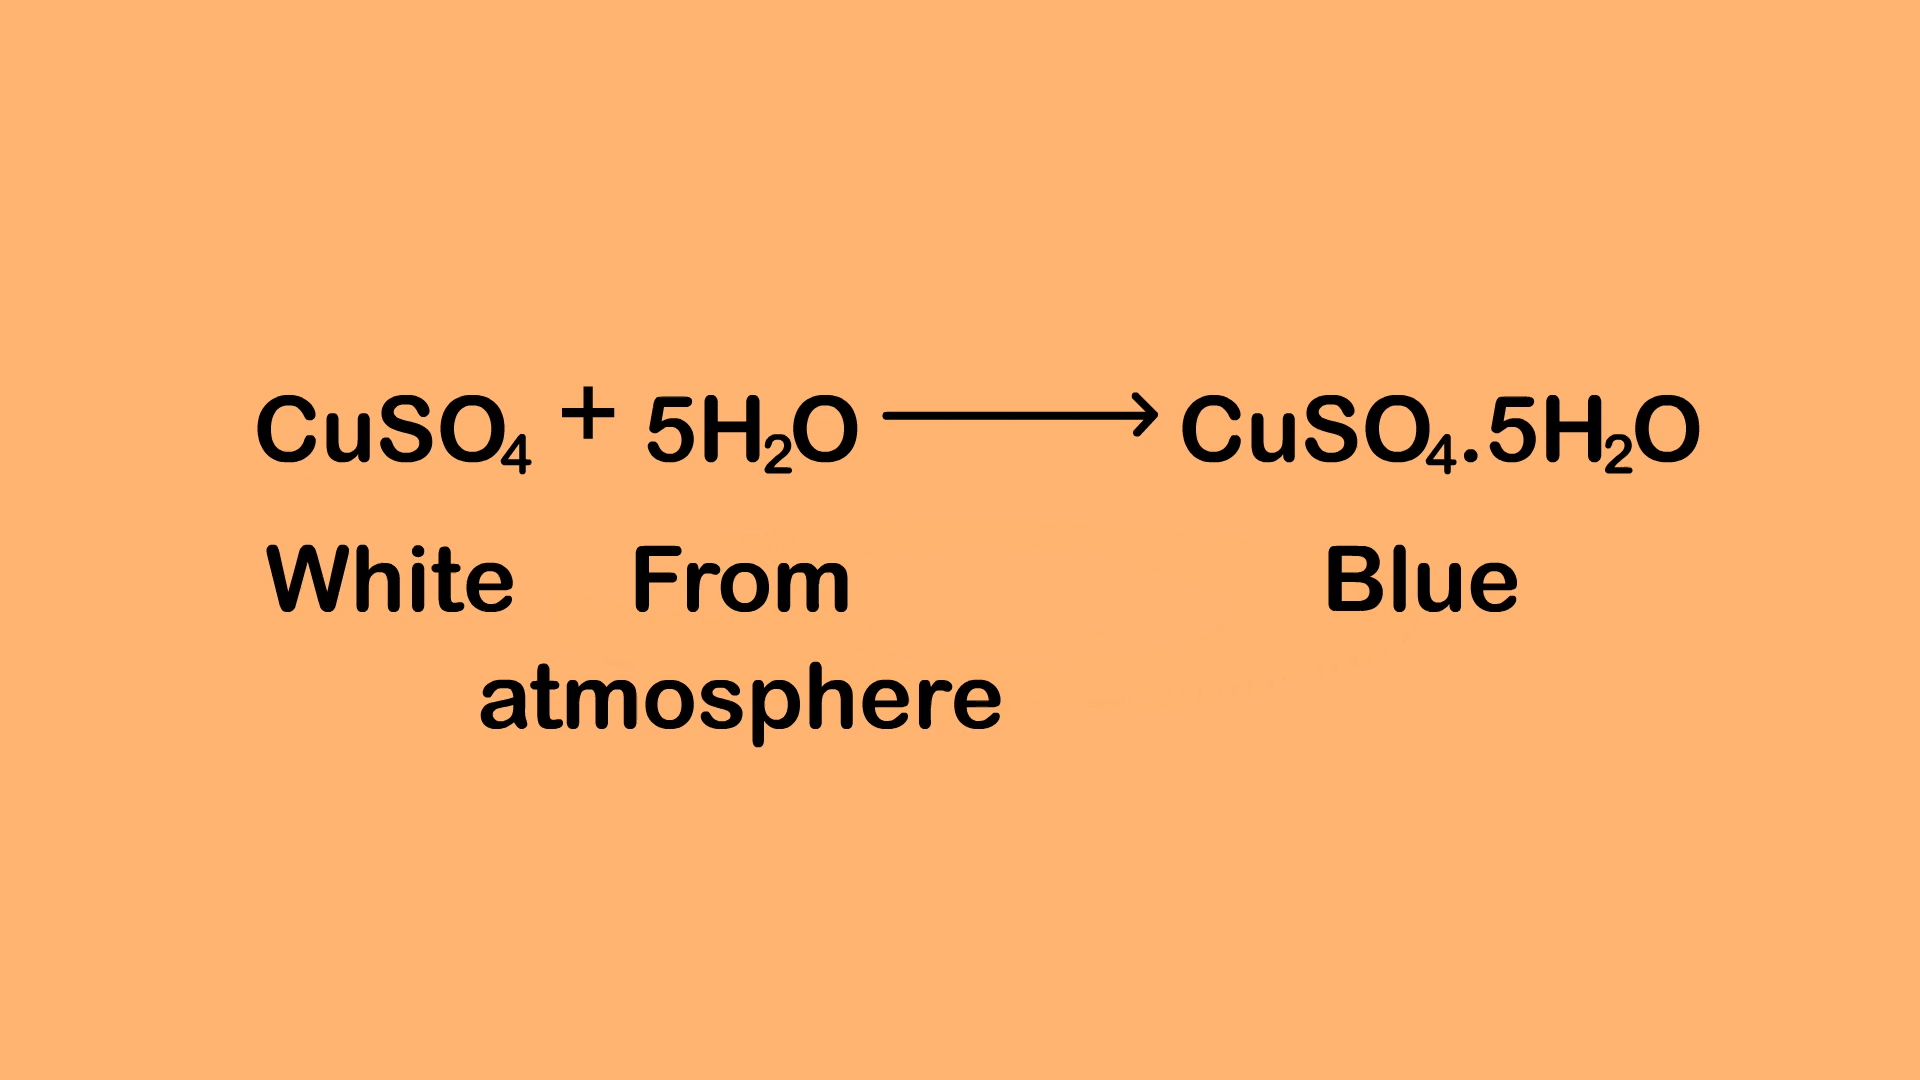 CuSO₄ + 5H₂O ⟶ CuSO₄.5H₂O
White From Blue
atmosphere